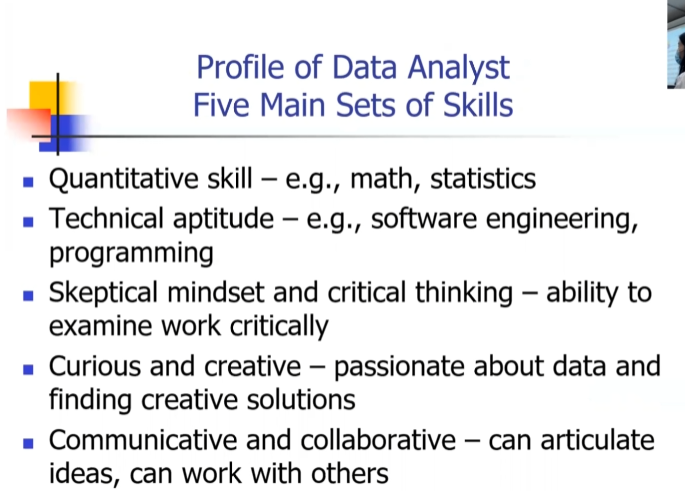 Profile of Data Analyst
Five Main Sets of Skills
Quantitative skill – e.g., math, statistics
Technical aptitude – e.g., software engineering,
programming
Skeptical mindset and critical thinking – ability to
examine work critically
Curious and creative – passionate about data and
finding creative solutions
Communicative and collaborative – can articulate
ideas, can work with others